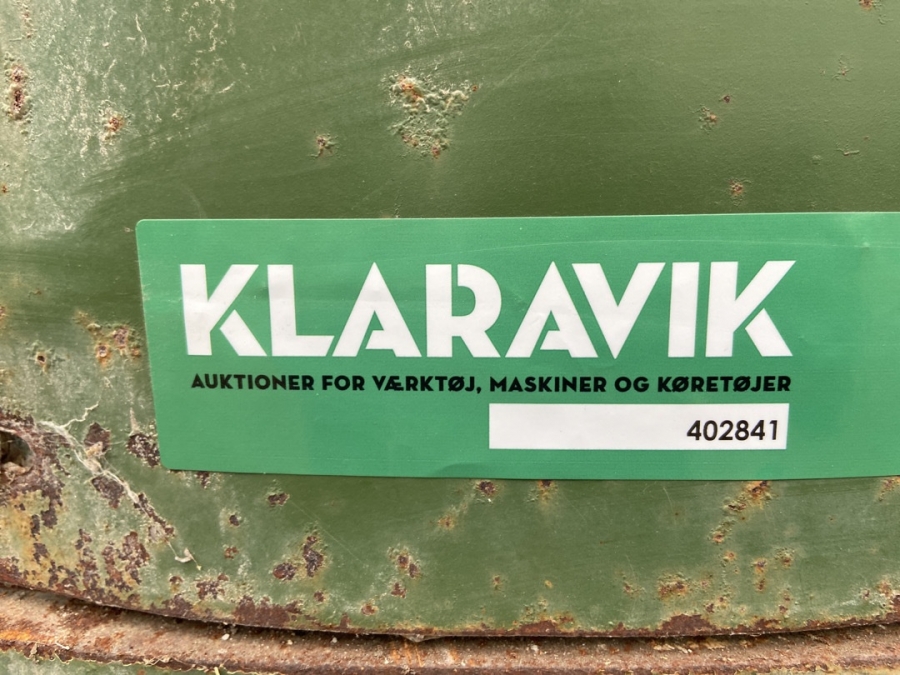 KLARAVIK
AUKTIONER FOR VÆRKTØJ, MASKINER OG KØRETØJER
402841